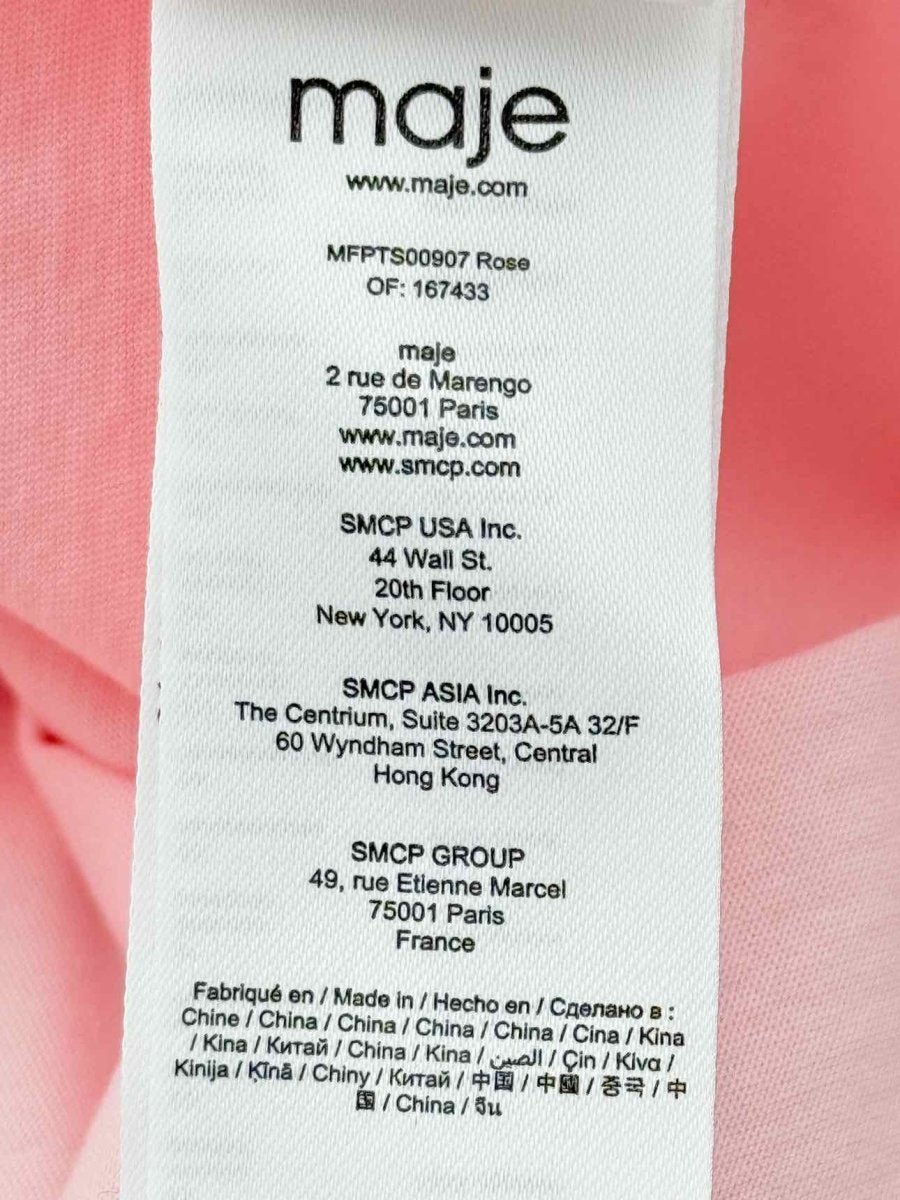 maje
www.maje.com
MFPTS00907 Rose
OF: 167433
maje
2 rue de Marengo
75001 Paris
www.maje.com
www.smcp.com
SMCP USA Inc.
44 Wall St.
20th Floor
New York, NY 10005
SMCP ASIA Inc.
The Centrium, Suite 3203A-5A 32/F
60 Wyndham Street, Central
Hong Kong
SMCP GROUP
49, rue Etienne Marcel
75001 Paris
France
Fabriqué en / Made in / Hecho en / Сделано в :
Chine / China / China / China / China / Cina / Kina
/ Kina / Китай / China / Kina / الصين / Çin / Κίνα /
Kinija / Ķīnā / Chiny / Китай / 中国 / 中國 / 중국 / 中
国 / China / จีน